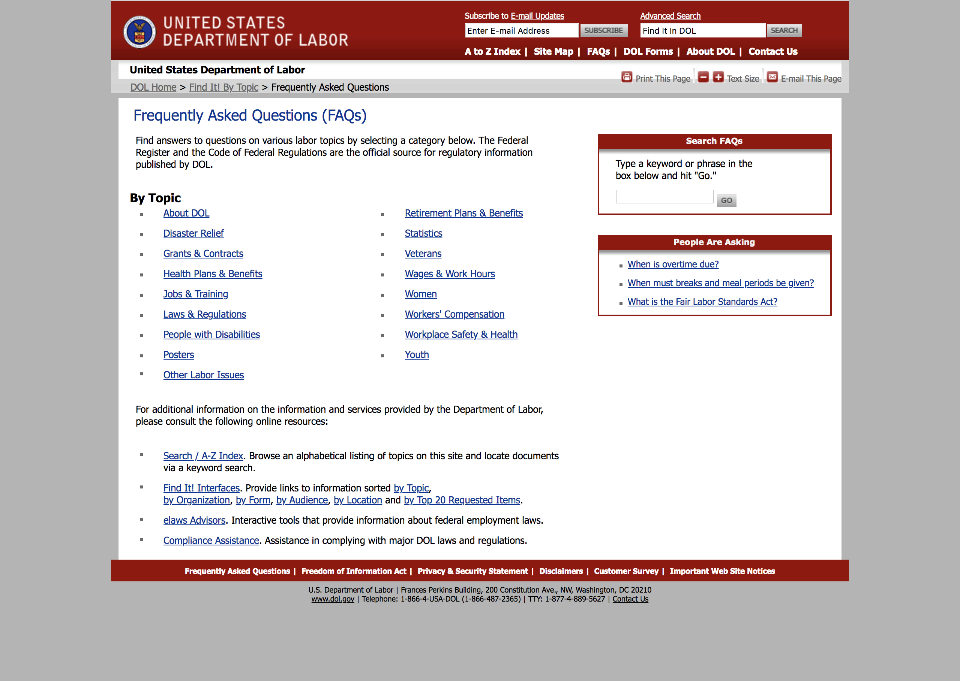 UNITED STATES
DEPARTMENT OF LABOR
Subscribe to E-mail Updates
Enter E-mail Address
SUBSCRIBE
Advanced Search
Find It in DOL
SEARCH
A to Z Index | Site Map | FAQs | DOL Forms | About DOL | Contact Us
United States Department of Labor
DOL Home > Find It! By Topic > Frequently Asked Questions
Print This Page
Text Size
E-mail This Page
Frequently Asked Questions (FAQs)
Find answers to questions on various labor topics by selecting a category below. The Federal
Register and the Code of Federal Regulations are the official source for regulatory information
published by DOL.
By Topic
About DOL
Disaster Relief
Grants & Contracts
Health Plans & Benefits
Jobs & Training
Laws & Regulations
People with Disabilities
Posters
Other Labor Issues
Retirement Plans & Benefits
Statistics
Veterans
Wages & Work Hours
Women
Workers' Compensation
Workplace Safety & Health
Youth
For additional information on the information and services provided by the Department of Labor,
please consult the following online resources:
Search / A-Z Index. Browse an alphabetical listing of topics on this site and locate documents
via a keyword search.
Find It! Interfaces. Provide links to information sorted by Topic,
by Organization, by Form, by Audience, by Location and by Top 20 Requested Items.
elaws Advisors. Interactive tools that provide information about federal employment laws.
Compliance Assistance. Assistance in complying with major DOL laws and regulations.
Search FAQs
Type a keyword or phrase in the
box below and hit "Go."
GO
People Are Asking
When is overtime due?
When must breaks and meal periods be given?
What is the Fair Labor Standards Act?
Frequently Asked Questions | Freedom of Information Act | Privacy & Security Statement | Disclaimers | Customer Survey | Important Web Site Notices
U.S. Department of Labor | Frances Perkins Building, 200 Constitution Ave., NW, Washington, DC 20210
www.dol.gov | Telephone: 1-866-4-USA-DOL (1-866-487-2365) | TTY: 1-877-4-889-5627 | Contact Us